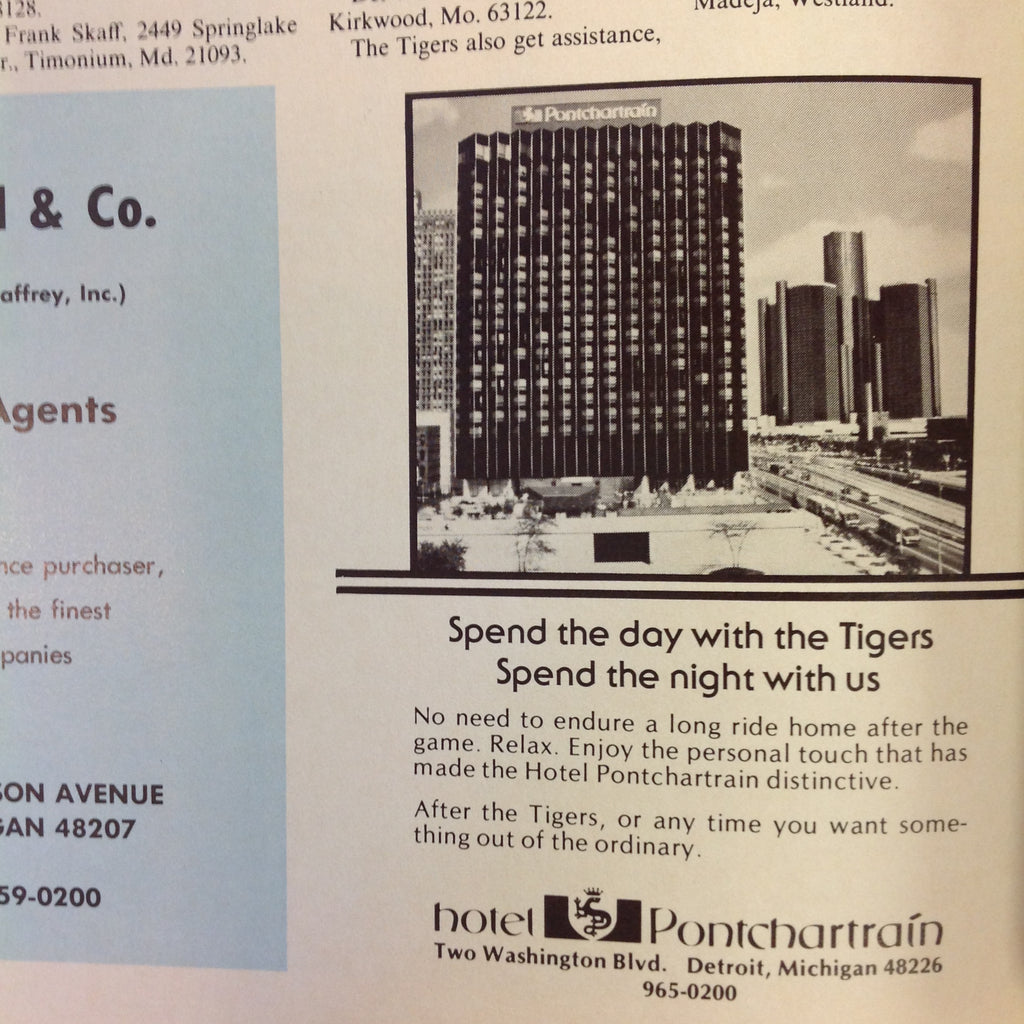 Frank Skaff, 2449 Springlake
Timonium, Md. 21093.
Kirkwood, Mo. 63122.
The Tigers also get assistance,
Madeja, Westland.
& Co.
affrey, Inc.)
Agents
purchaser,
the finest
panies
SON AVENUE
GAN 48207
59-0200
Pontchartraín
Spend the day with the Tigers
Spend the night with us
No need to endure a long ride home after the
game. Relax. Enjoy the personal touch that has
made the Hotel Pontchartrain distinctive.
After the Tigers, or any time you want some-
thing out of the ordinary.
hotel Pontchartraín
Two Washington Blvd. Detroit, Michigan 48226
965-0200